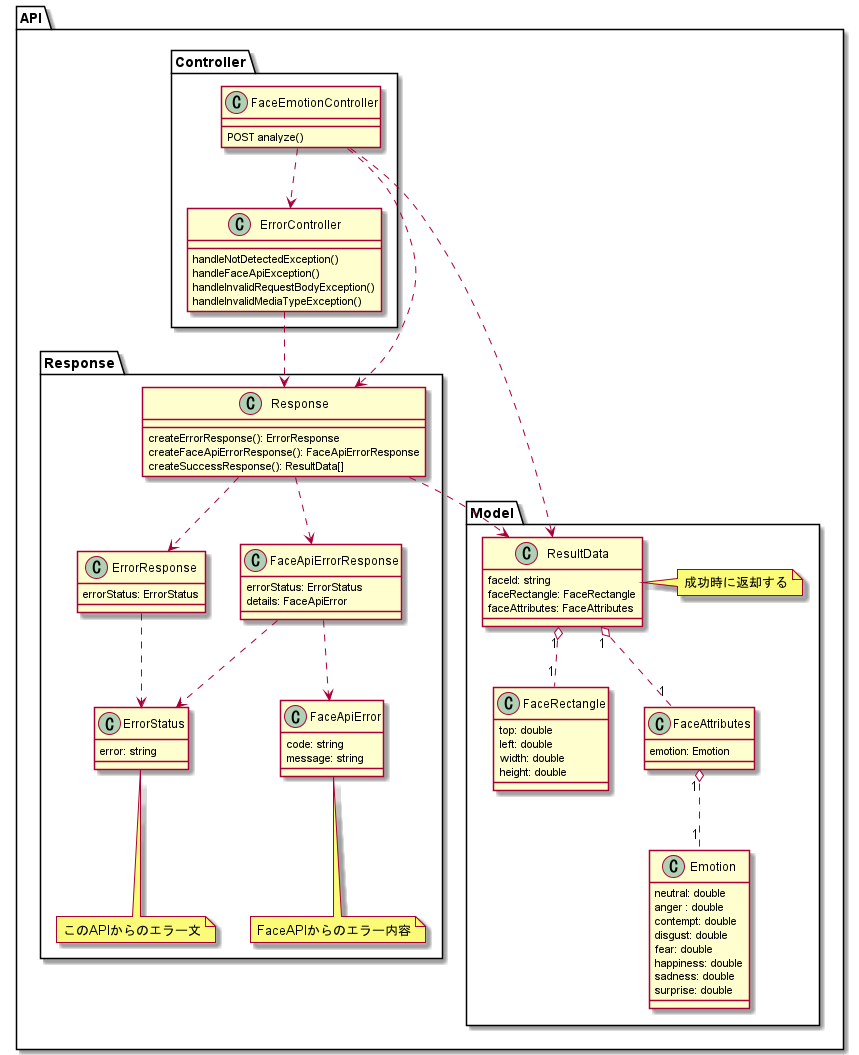 API
Controller
C FaceEmotionController
POST analyze()
C ErrorController
handleNotDetectedException()
handleFaceApiException()
handleInvalidRequestBodyException()
handleInvalidMediaTypeException()
Response
C Response
createErrorResponse(): ErrorResponse
createFaceApiErrorResponse(): FaceApiErrorResponse
createSuccessResponse(): ResultData[]
C ErrorResponse
errorStatus: ErrorStatus
C FaceApiErrorResponse
errorStatus: ErrorStatus
details: FaceApiError
C ErrorStatus
error: string
C FaceApiError
code: string
message: string
このAPIからのエラー文
FaceAPIからのエラー内容
Model
C ResultData
faceId: string
faceRectangle: FaceRectangle
faceAttributes: FaceAttributes
成功時に返却する
1
1
1
1
C FaceRectangle
top: double
left: double
width: double
height: double
C FaceAttributes
emotion: Emotion
1
1
C Emotion
neutral: double
anger : double
contempt: double
disgust: double
fear: double
happiness: double
sadness: double
surprise: double